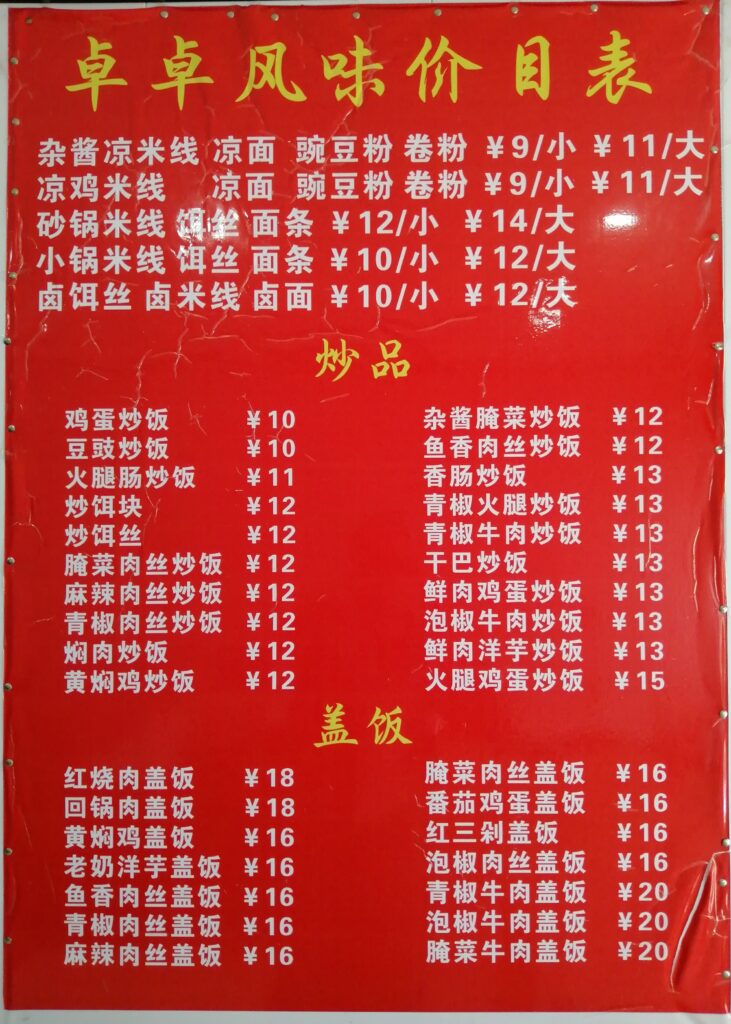 卓卓风味价目表
杂酱凉米线 凉面 豌豆粉 卷粉 ¥9/小 ¥11/大
凉鸡米线 凉面 豌豆粉 卷粉 ¥9/小 ¥11/大
砂锅米线 饵丝 面条 ¥12/小 ¥14/大
小锅米线 饵丝 面条 ¥10/小 ¥12/大
卤饵丝 卤米线 卤面 ¥10/小 ¥12/大
炒品
鸡蛋炒饭 ¥10
豆豉炒饭 ¥10
火腿肠炒饭 ¥11
炒饵块 ¥12
炒饵丝 ¥12
腌菜肉丝炒饭 ¥12
麻辣肉丝炒饭 ¥12
青椒肉丝炒饭 ¥12
焖肉炒饭 ¥12
黄焖鸡炒饭 ¥12
杂酱腌菜炒饭 ¥12
鱼香肉丝炒饭 ¥12
香肠炒饭 ¥13
青椒火腿炒饭 ¥13
青椒牛肉炒饭 ¥13
干巴炒饭 ¥13
鲜肉鸡蛋炒饭 ¥13
泡椒牛肉炒饭 ¥13
鲜肉洋芋炒饭 ¥13
火腿鸡蛋炒饭 ¥15
盖饭
红烧肉盖饭 ¥18
回锅肉盖饭 ¥18
黄焖鸡盖饭 ¥16
老奶洋芋盖饭 ¥16
鱼香肉丝盖饭 ¥16
青椒肉丝盖饭 ¥16
麻辣肉丝盖饭 ¥16
腌菜肉丝盖饭 ¥16
番茄鸡蛋盖饭 ¥16
红三剁盖饭 ¥16
泡椒肉丝盖饭 ¥16
青椒牛肉盖饭 ¥20
泡椒牛肉盖饭 ¥20
腌菜牛肉盖饭 ¥20